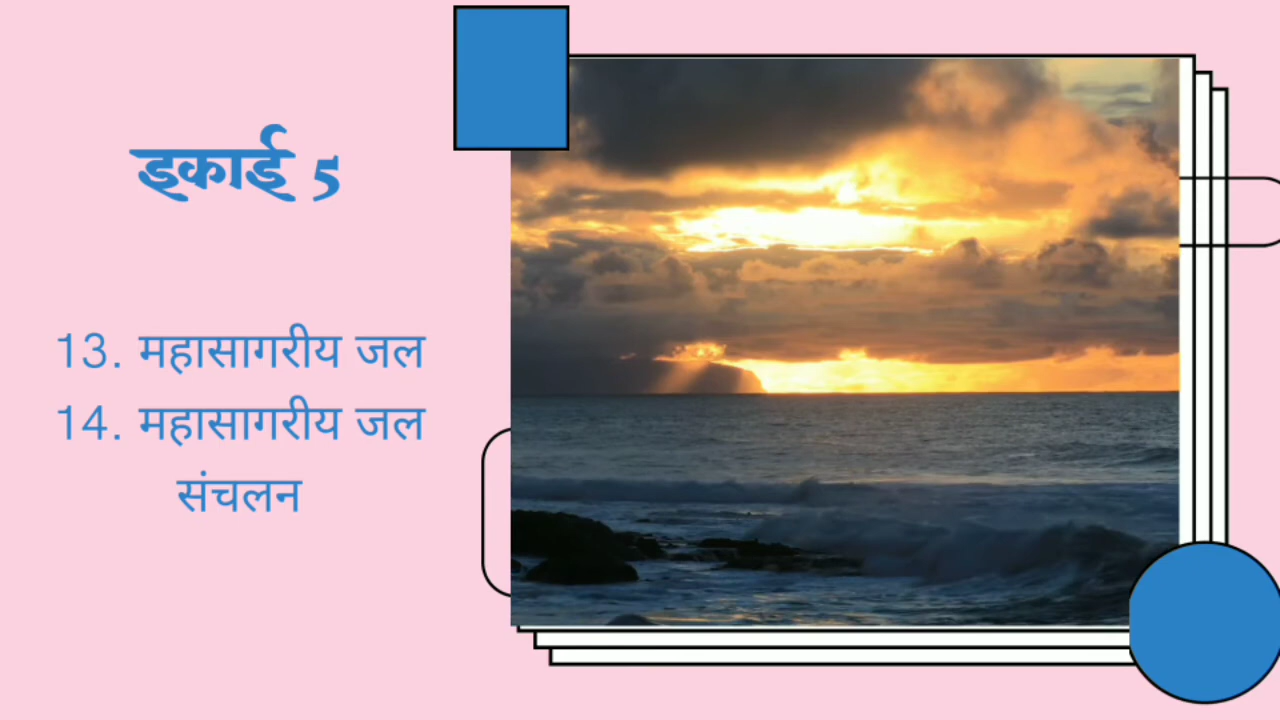 इकाई 5
13. महासागरीय जल
14. महासागरीय जल
संचलन